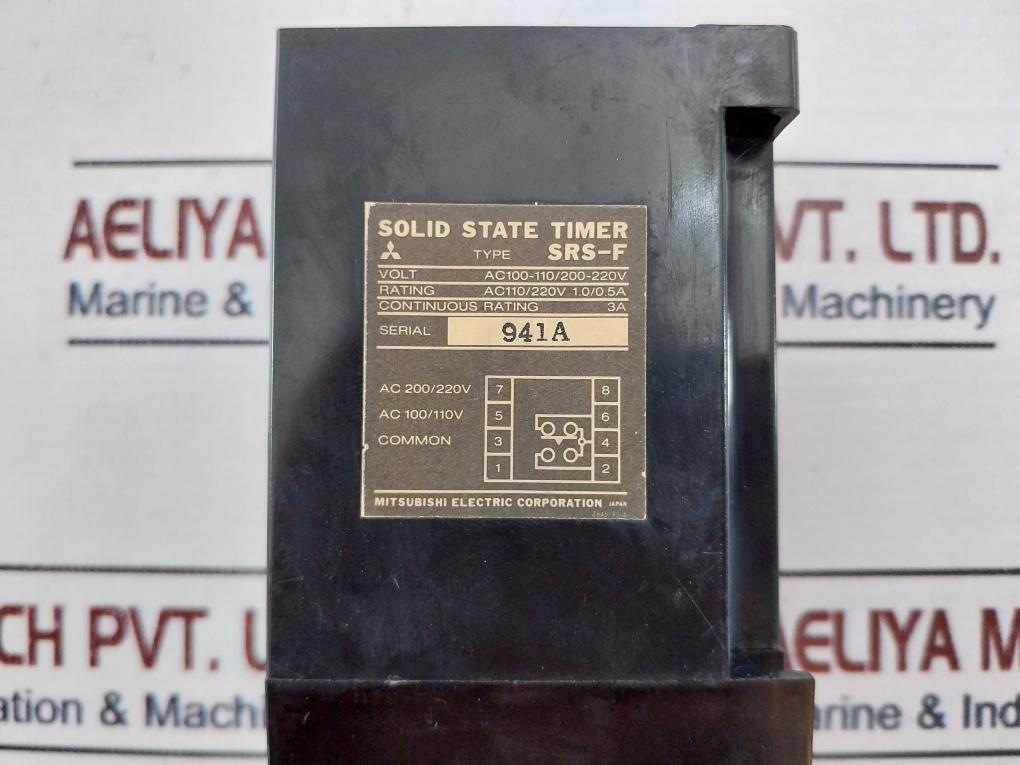 AELIYA
VT. LTD.
Marine &
Machinery
SOLID STATE TIMER
TYPE SRS-F
VOLT AC100-110/200-220V
RATING AC110/220V 1.0/0.5A
CONTINUOUS RATING 3A
SERIAL 941A
AC 200/220V 7 8
AC 100/110V 5 6
COMMON 3 4
1 2
MITSUBISHI ELECTRIC CORPORATION JAPAN
CH PVT.
AELIYA M
ation & Machi
arine & Ind